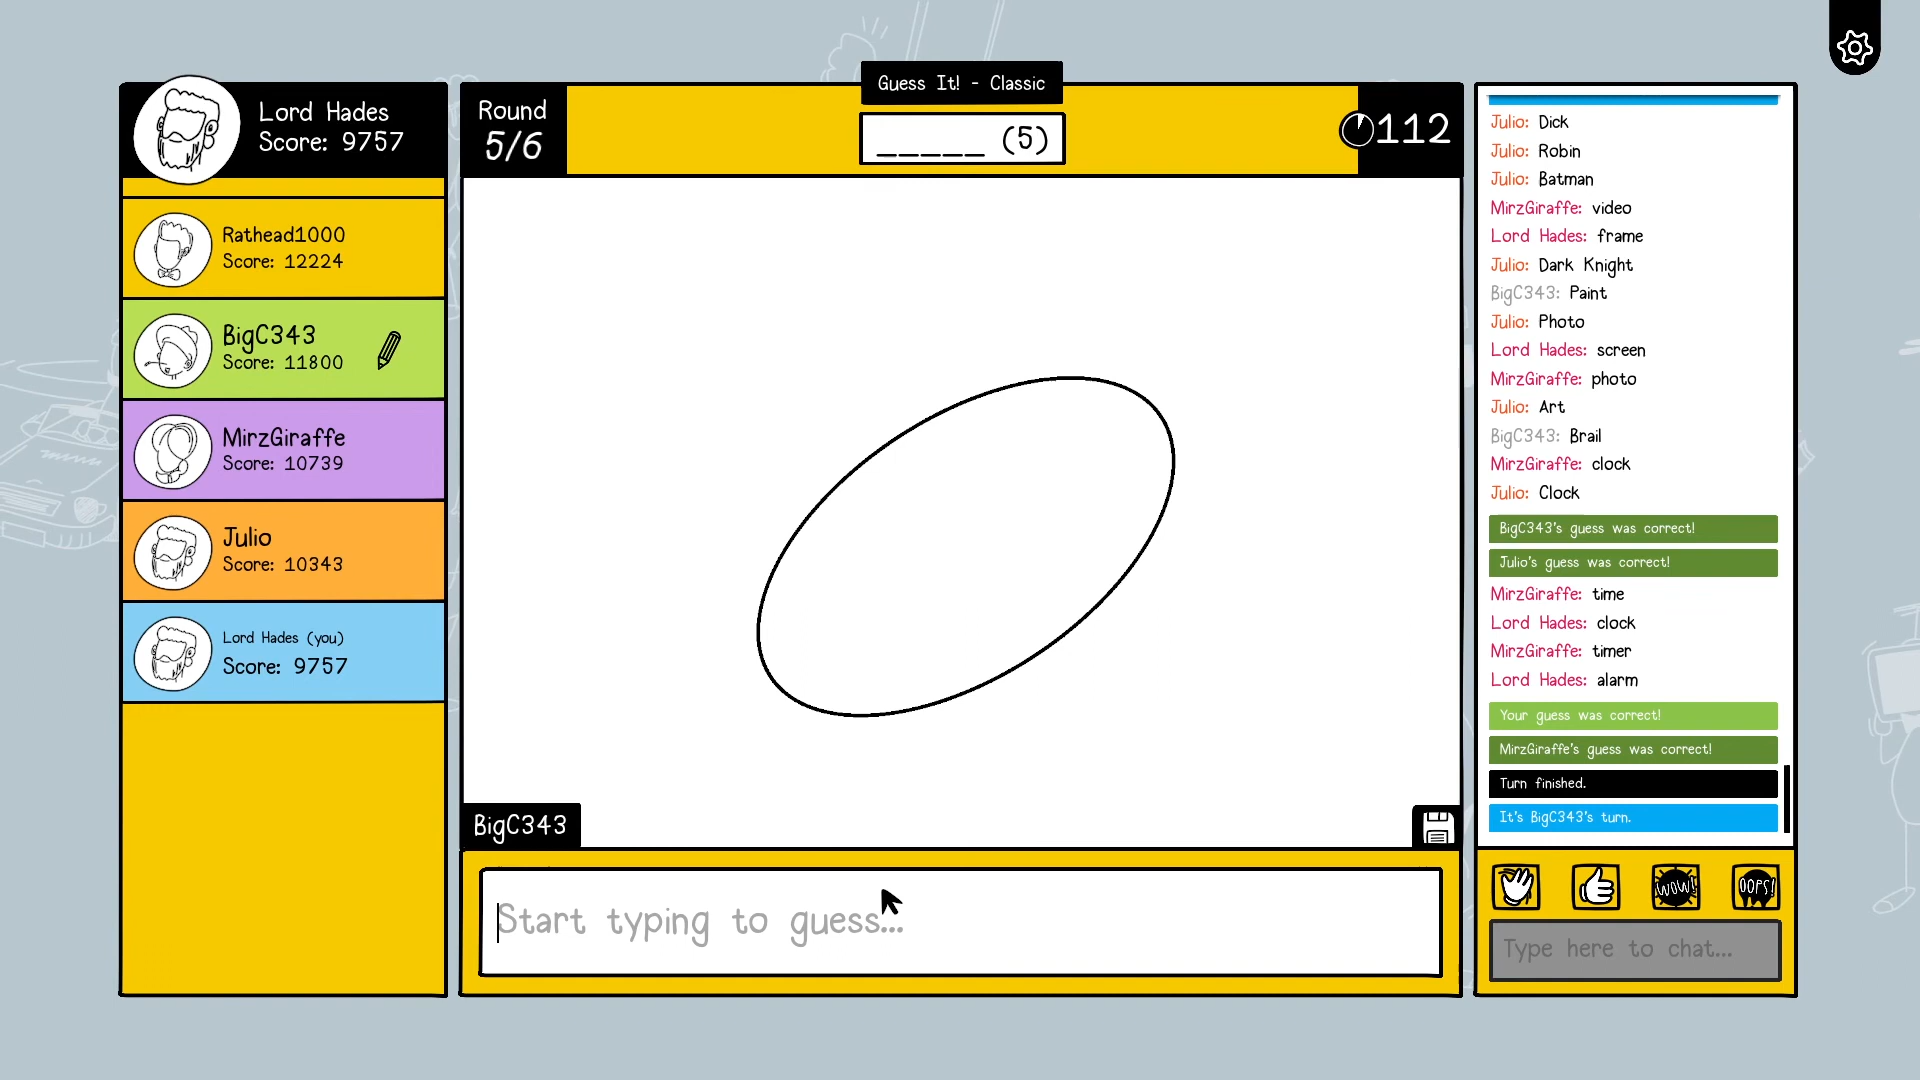 Guess It! - Classic
Lord Hades
Score: 9757
Round
5/6
_____ (5)
112
Rathead1000
Score: 12224
BigC343
Score: 11800
MirzGiraffe
Score: 10739
Julio
Score: 10343
Lord Hades (you)
Score: 9757
BigC343
Start typing to guess...
Julio: Dick
Julio: Robin
Julio: Batman
MirzGiraffe: video
Lord Hades: frame
Julio: Dark Knight
BigC343: Paint
Julio: Photo
Lord Hades: screen
MirzGiraffe: photo
Julio: Art
BigC343: Brail
MirzGiraffe: clock
Julio: Clock
BigC343's guess was correct!
Julio's guess was correct!
MirzGiraffe: time
Lord Hades: clock
MirzGiraffe: timer
Lord Hades: alarm
Your guess was correct!
MirzGiraffe's guess was correct!
Turn finished.
It's BigC343's turn.
WOW!
OOPS!
Type here to chat...